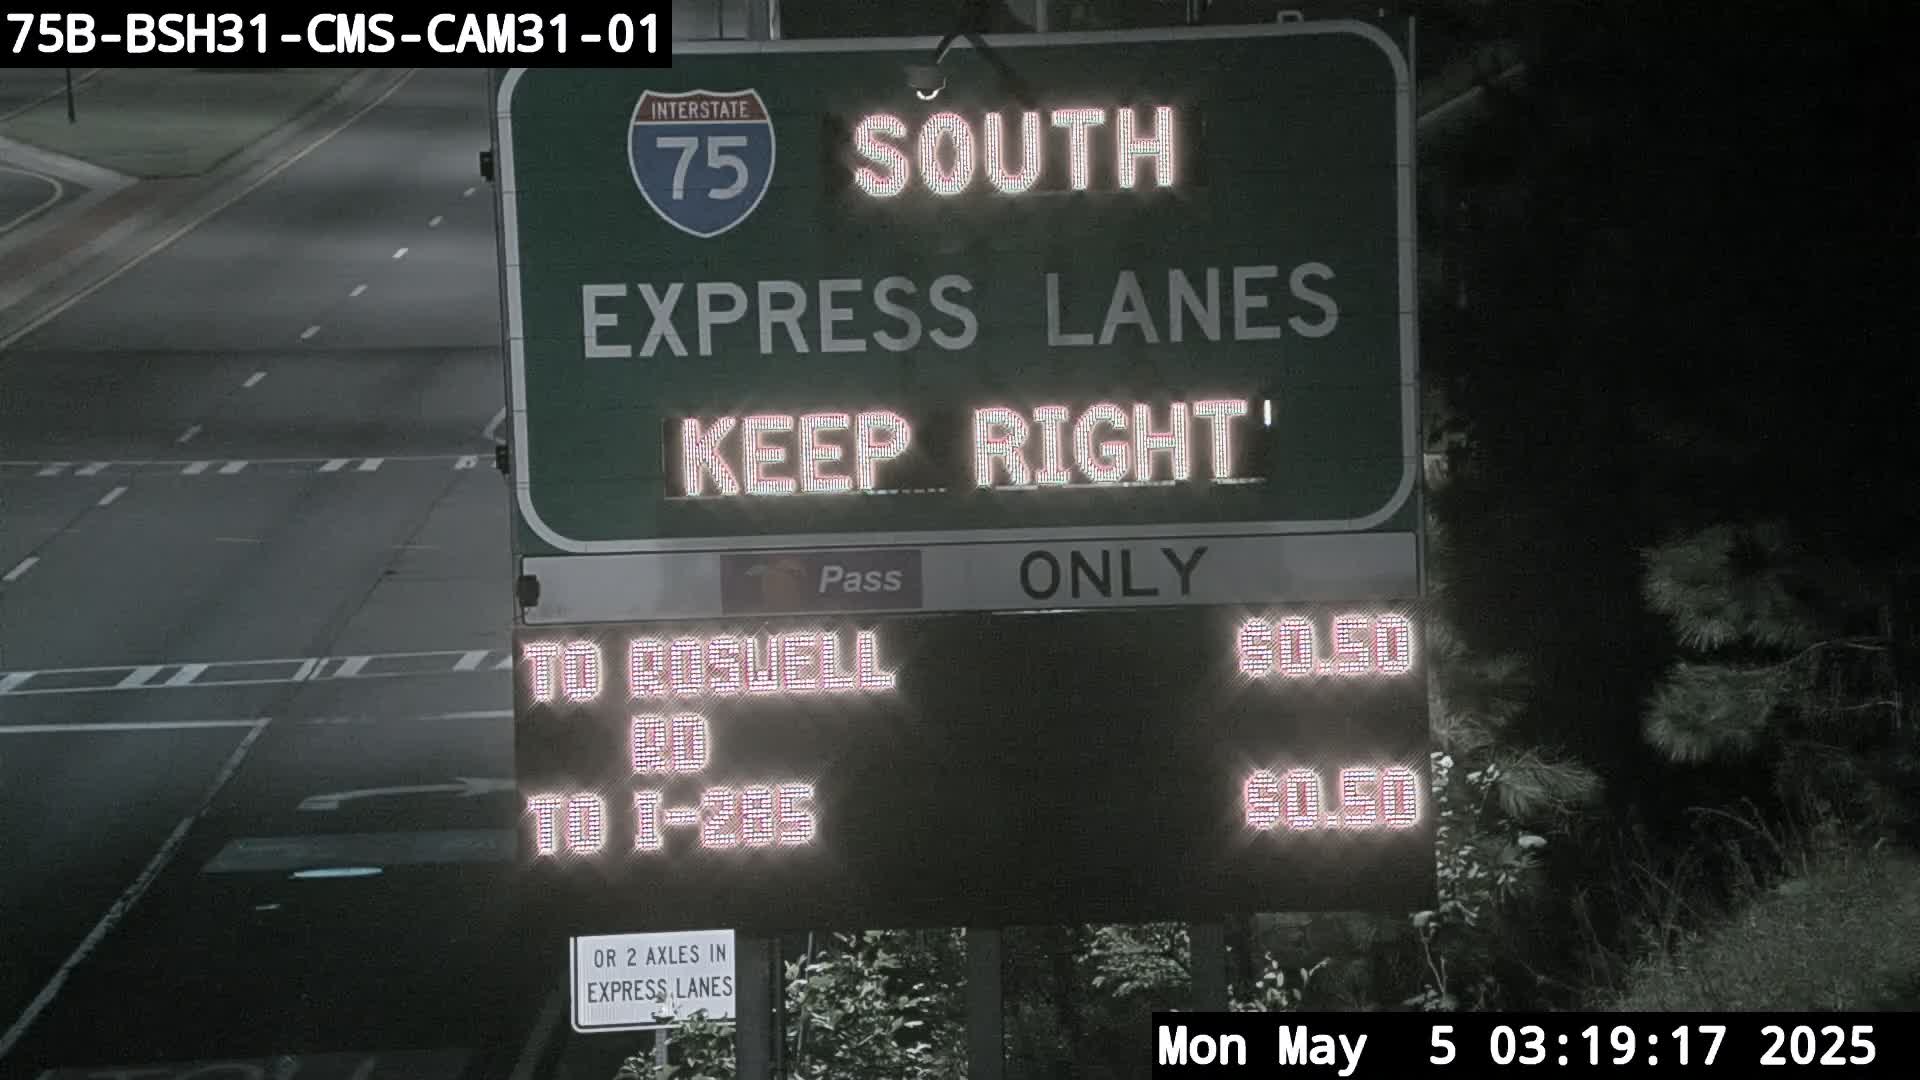 75B-BSH31-CMS-CAM31-01
INTERSTATE
75
SOUTH
EXPRESS LANES
KEEP RIGHT
Pass ONLY
TO ROSWELL $0.50
RD
TO I-285 $0.50
OR 2 AXLES IN
EXPRESS LANES
Mon May 5 03:19:17 2025